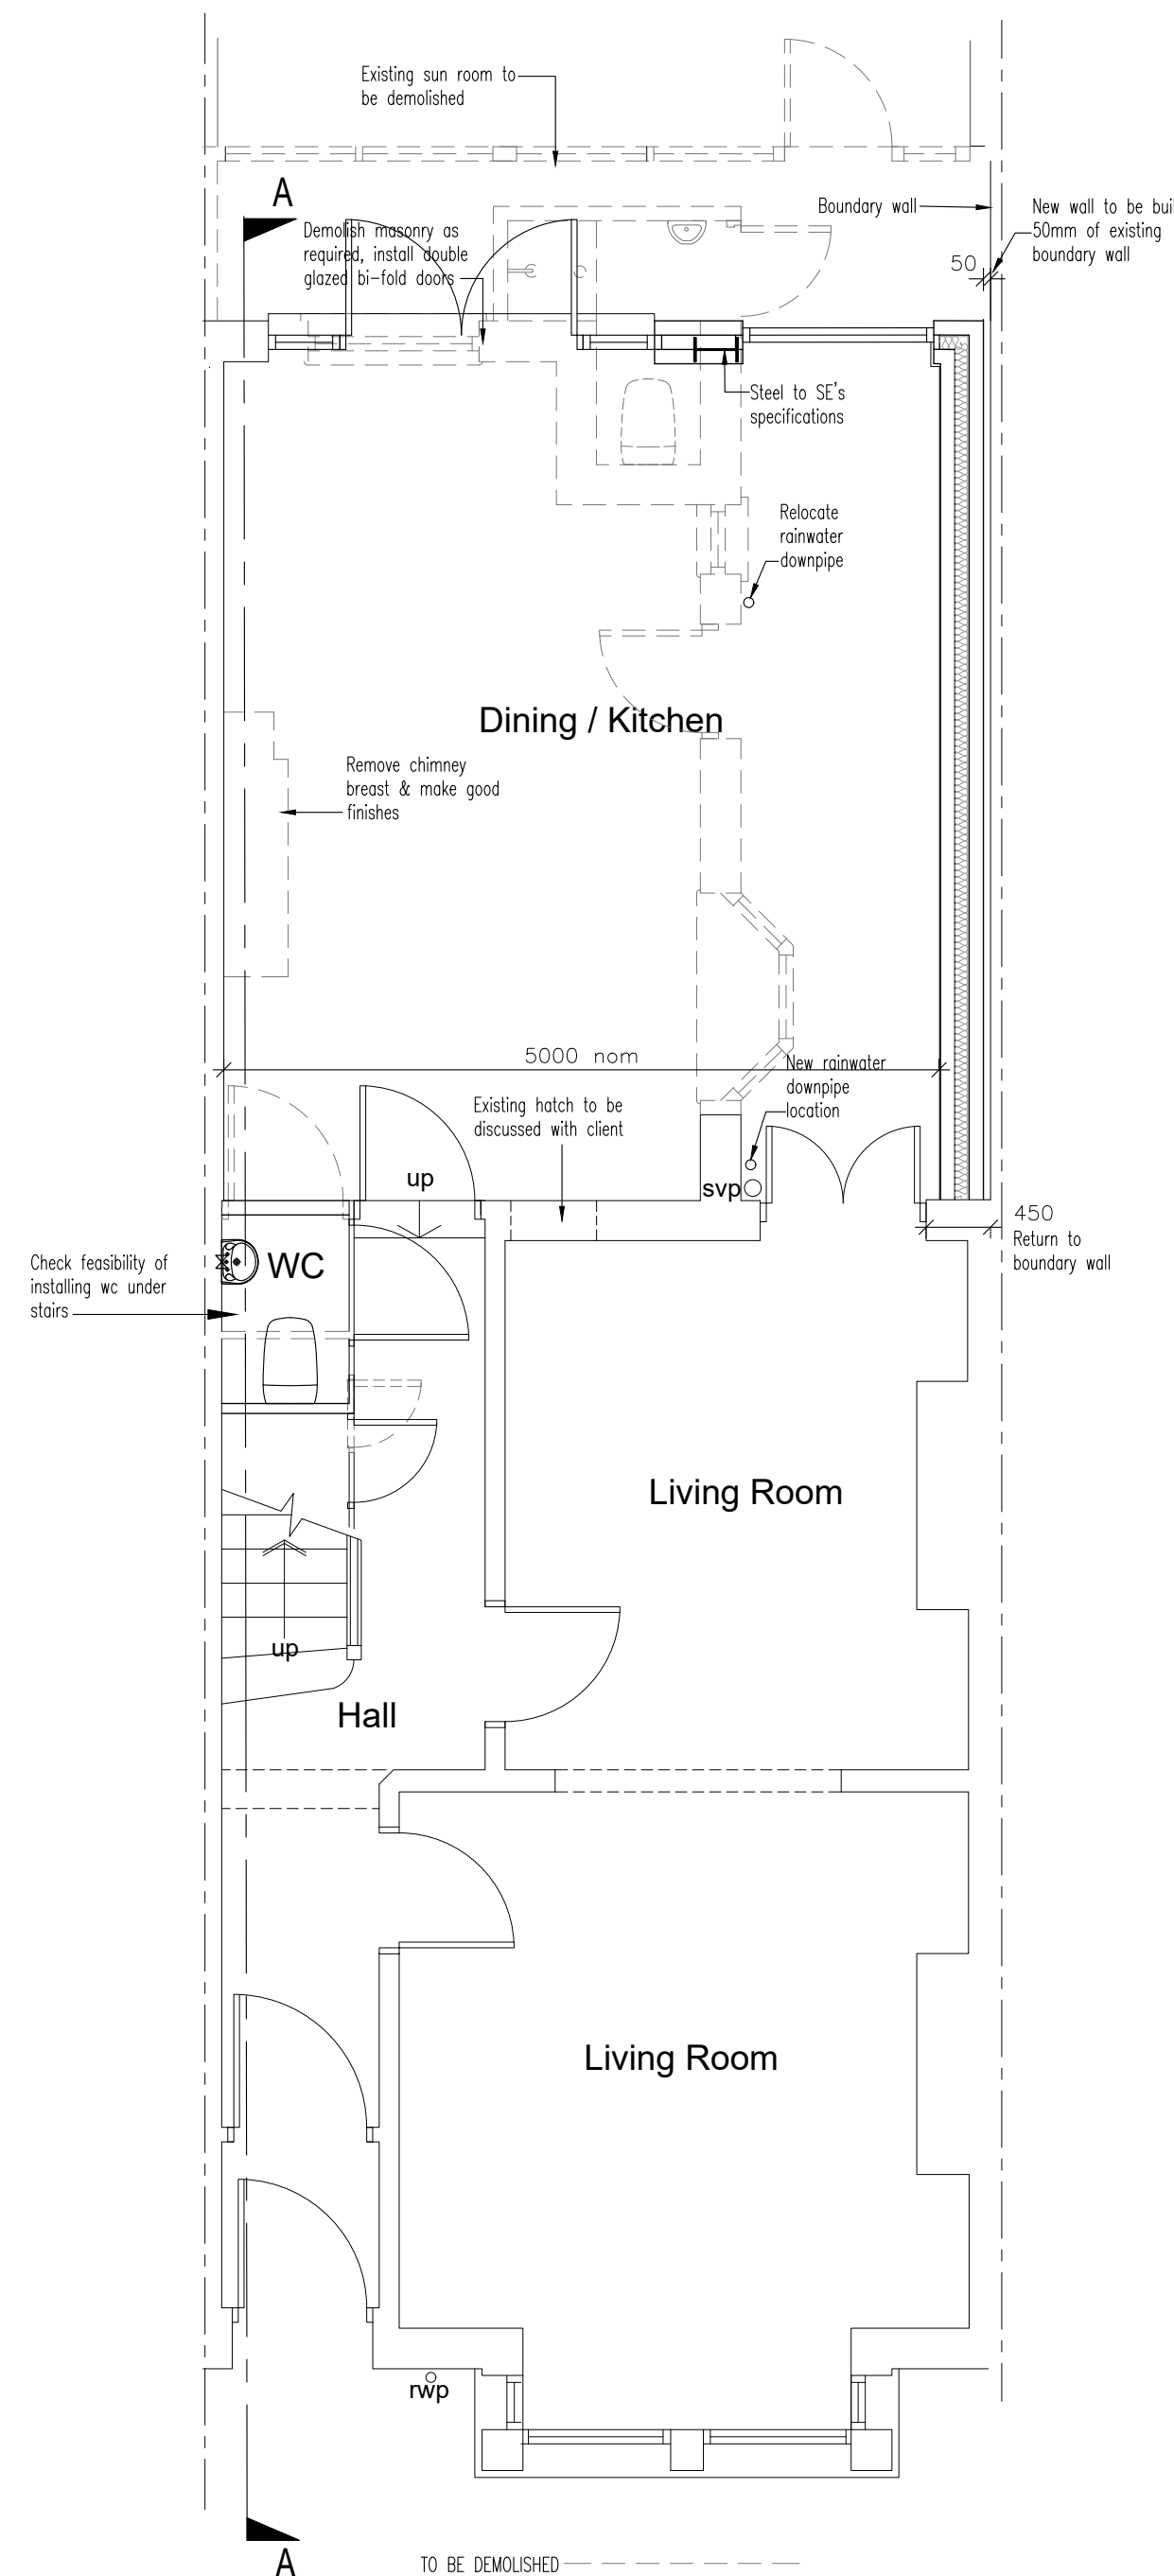 Existing sun room to
be demolished
A
Boundary wall
New wall to be
50mm of existing
boundary wall
50
Demolish masonry as
required, install double
glazed bi-fold doors
Steel to SE's
specifications
Relocate
rainwater
downpipe
Dining / Kitchen
Remove chimney
breast & make good
finishes
5000 nom
New rainwater
downpipe
location
Existing hatch to be
discussed with client
up
svp
450
Return to
boundary wall
WC
Check feasibility of
installing wc under
stairs
Living Room
up
Hall
Living Room
rwp
A
TO BE DEMOLISHED